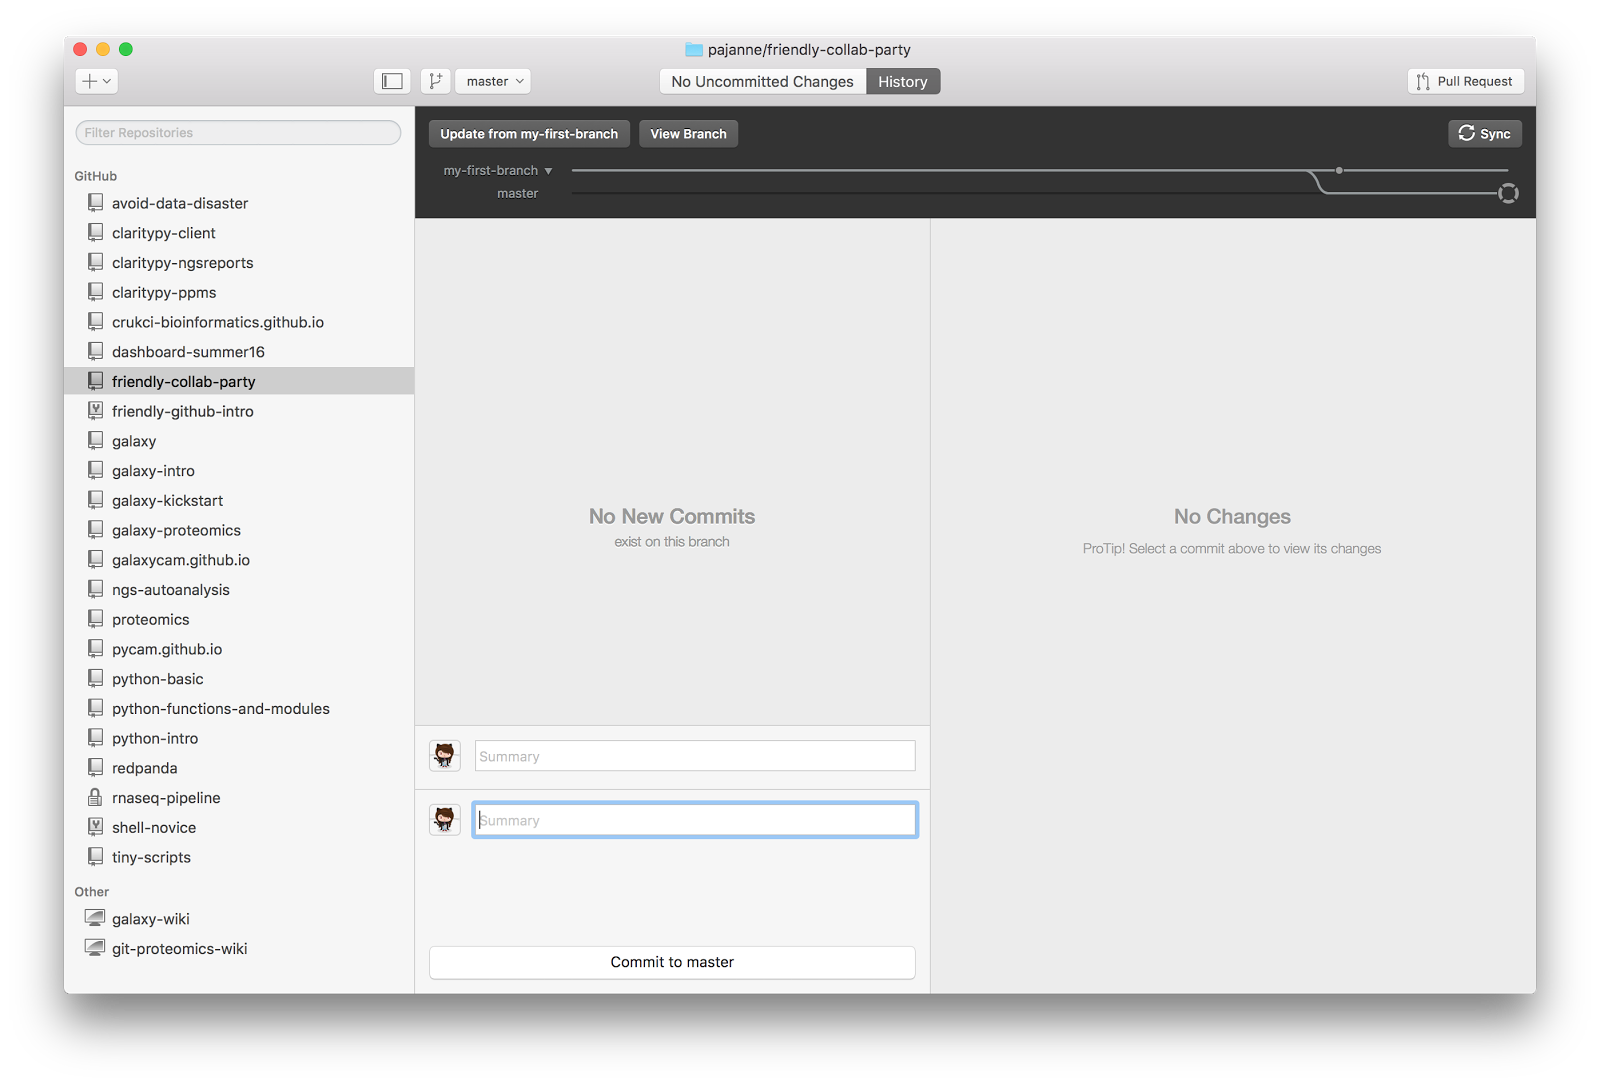 pajanne/friendly-collab-party
master
No Uncommitted Changes
History
Pull Request
Filter Repositories
GitHub
avoid-data-disaster
claritypy-client
claritypy-ngsreports
claritypy-ppms
crukci-bioinformatics.github.io
dashboard-summer16
friendly-collab-party
friendly-github-intro
galaxy
galaxy-intro
galaxy-kickstart
galaxy-proteomics
galaxycam.github.io
ngs-autoanalysis
proteomics
pycam.github.io
python-basic
python-functions-and-modules
python-intro
redpanda
rnaseq-pipeline
shell-novice
tiny-scripts
Other
galaxy-wiki
git-proteomics-wiki
Update from my-first-branch
View Branch
Sync
my-first-branch
master
No New Commits
exist on this branch
Summary
Summary
Commit to master
No Changes
ProTip! Select a commit above to view its changes